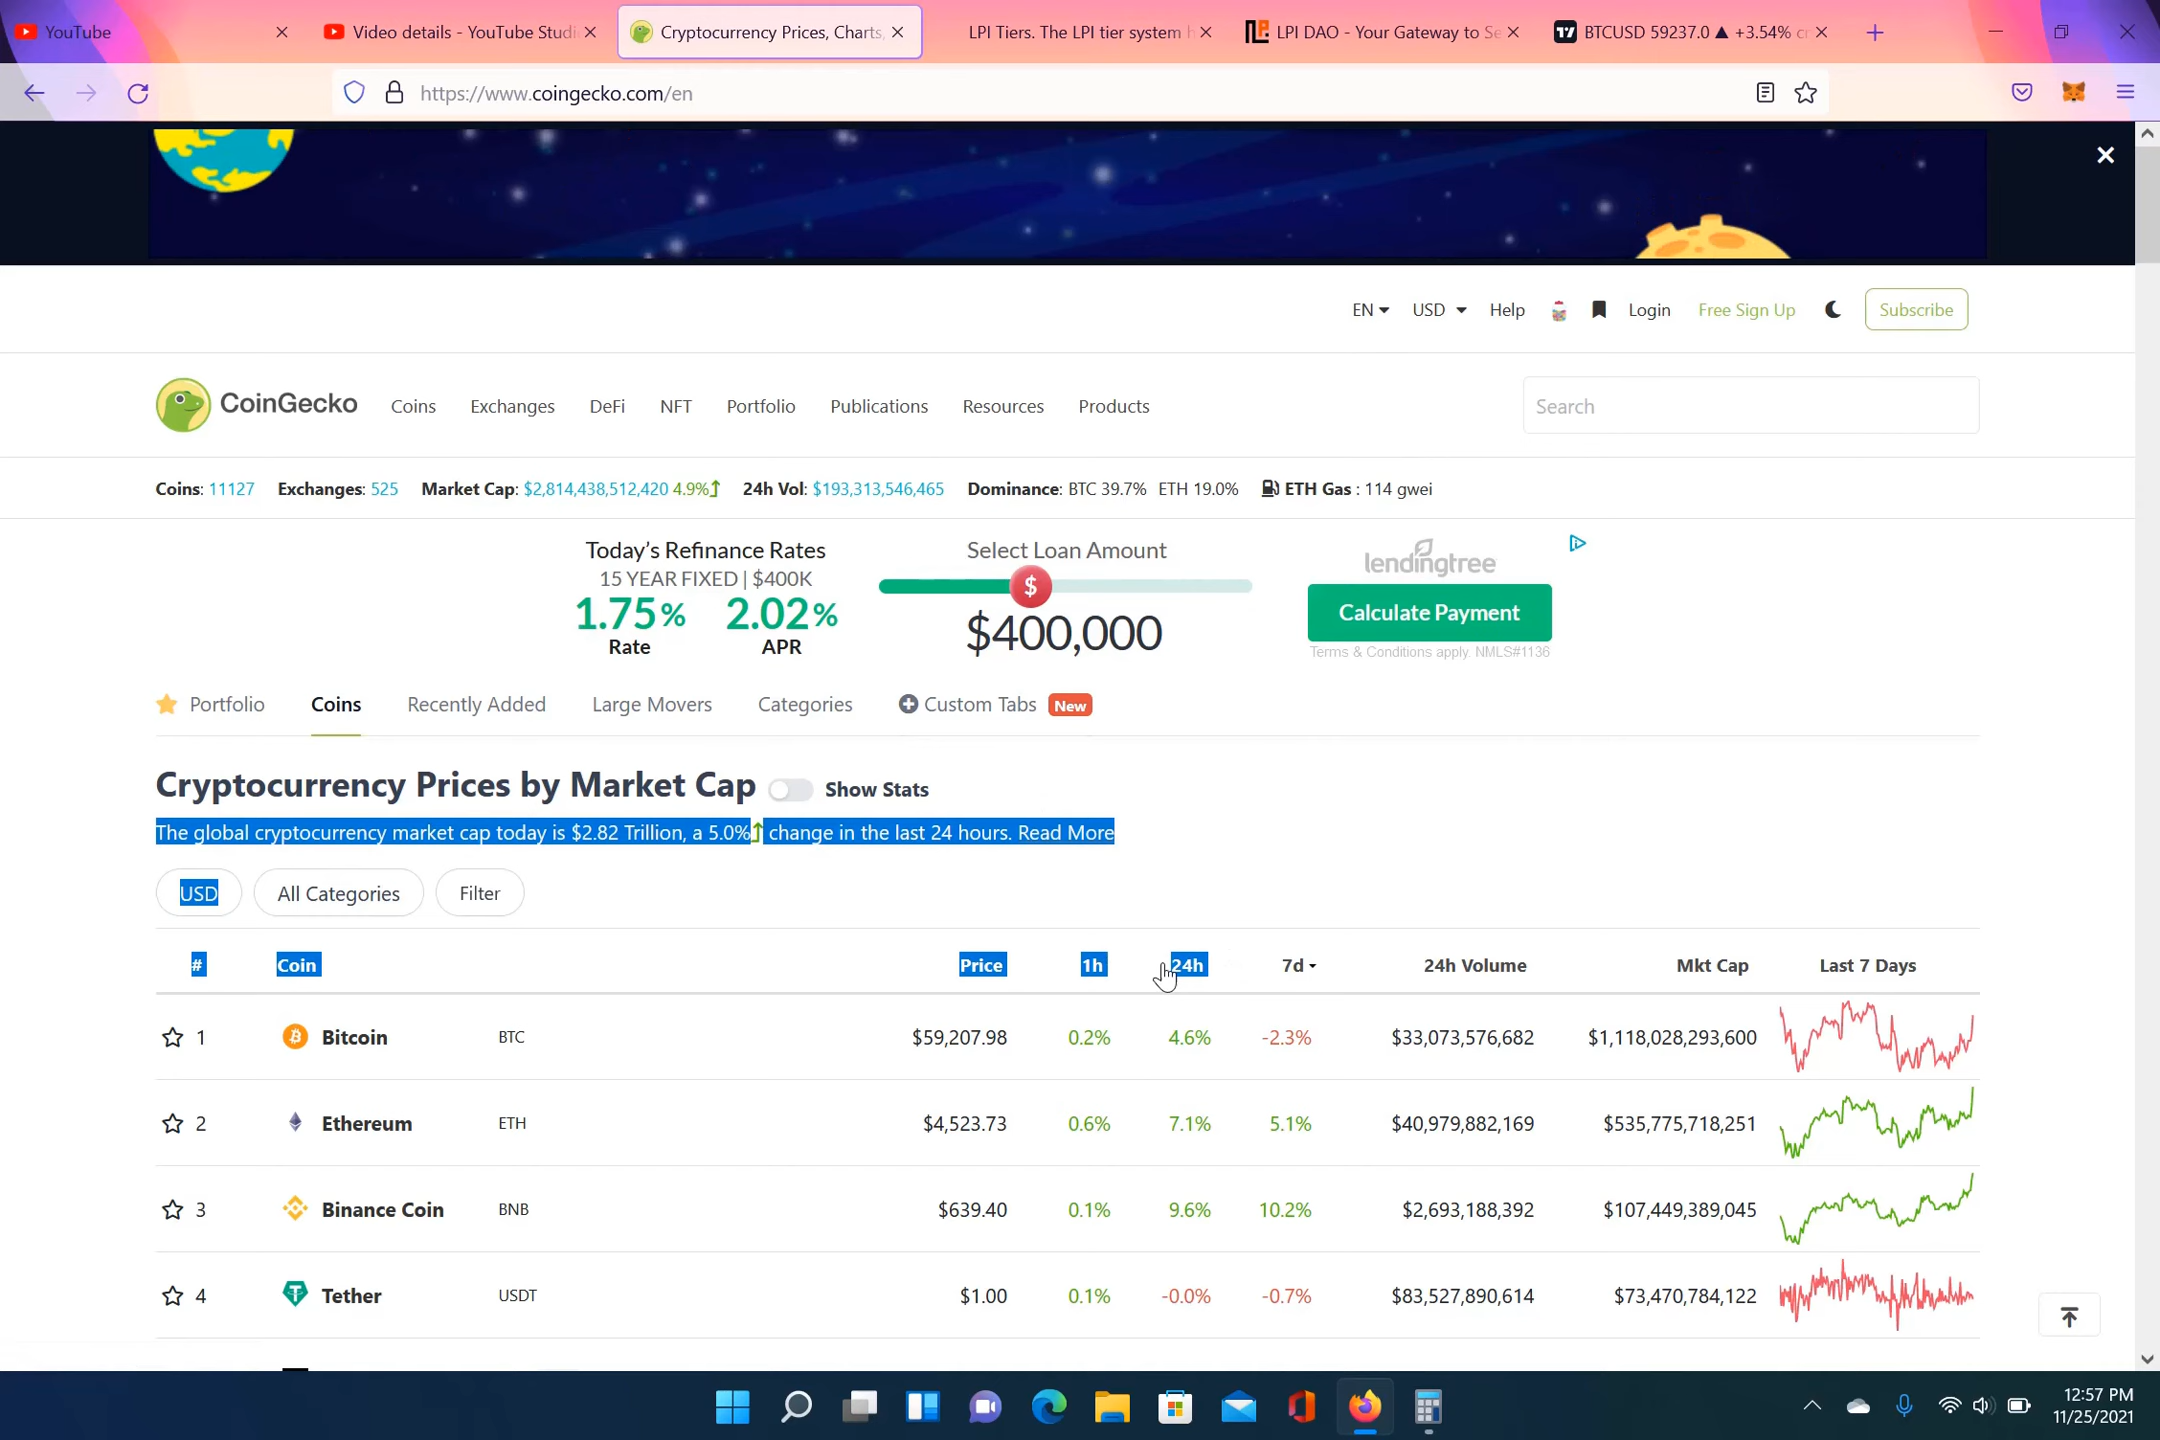 YouTube
Video details - YouTube Studi
Cryptocurrency Prices, Charts,
LPI Tiers. The LPI tier system h
LPI DAO - Your Gateway to Se
BTCUSD 59237.0 ▲ +3.54%
https://www.coingecko.com/en
EN USD Help Login Free Sign Up Subscribe
CoinGecko Coins Exchanges DeFi NFT Portfolio Publications Resources Products Search
Coins: 11127 Exchanges: 525 Market Cap: $2,814,438,512,420 4.9% 24h Vol: $193,313,546,465 Dominance: BTC 39.7% ETH 19.0% ETH Gas : 114 gwei
Today's Refinance Rates
15 YEAR FIXED | $400K
1.75% 2.02%
Rate APR
Select Loan Amount
$
$400,000
lendingtree
Calculate Payment
Terms & Conditions apply. NMLS#1136
Portfolio Coins Recently Added Large Movers Categories Custom Tabs New
Cryptocurrency Prices by Market Cap Show Stats
The global cryptocurrency market cap today is $2.82 Trillion, a 5.0% change in the last 24 hours. Read More
USD All Categories Filter
# Coin Price 1h 24h 7d 24h Volume Mkt Cap Last 7 Days
1 Bitcoin BTC $59,207.98 0.2% 4.6% -2.3% $33,073,576,682 $1,118,028,293,600
2 Ethereum ETH $4,523.73 0.6% 7.1% 5.1% $40,979,882,169 $535,775,718,251
3 Binance Coin BNB $639.40 0.1% 9.6% 10.2% $2,693,188,392 $107,449,389,045
4 Tether USDT $1.00 0.1% -0.0% -0.7% $83,527,890,614 $73,470,784,122
12:57 PM
11/25/2021